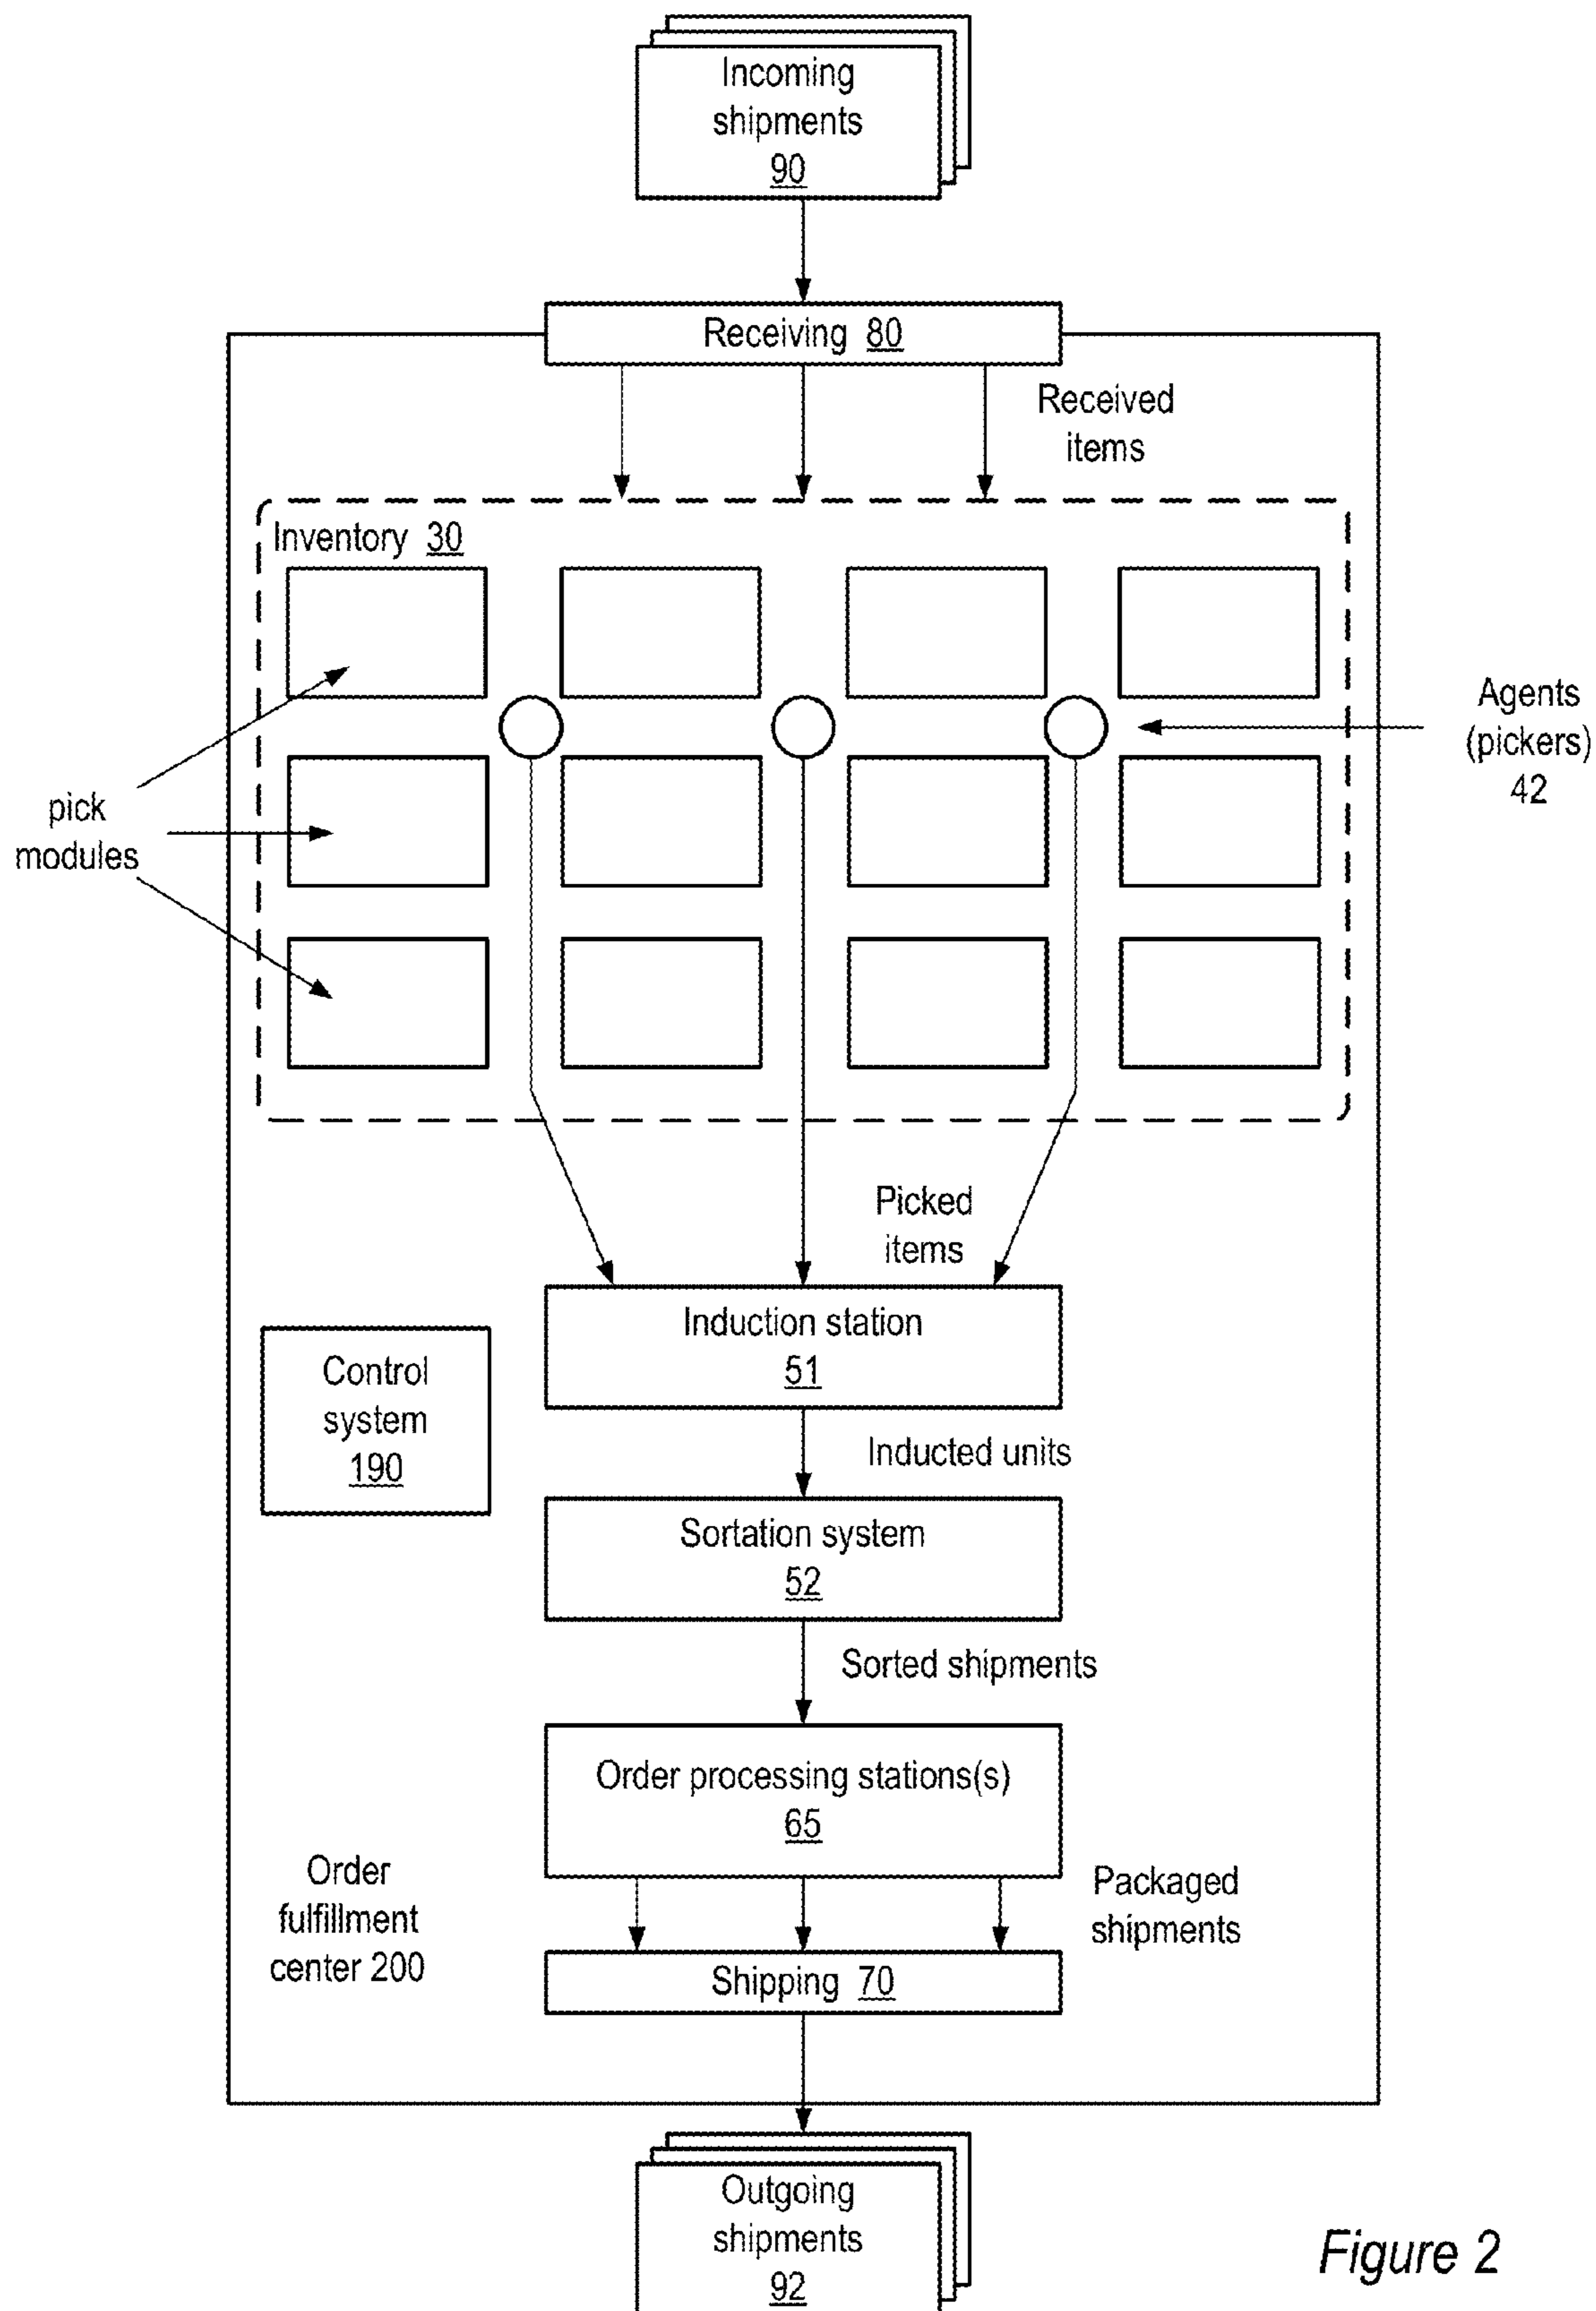 Incoming
shipments
90
Receiving 80
Received
items
Inventory 30
Agents
(pickers)
42
pick
modules
Picked
items
Induction station
51
Control
system
190
Inducted units
Sortation system
52
Sorted shipments
Order processing stations(s)
65
Order
fulfillment
center 200
Packaged
shipments
Shipping 70
Outgoing
shipments
92
Figure 2